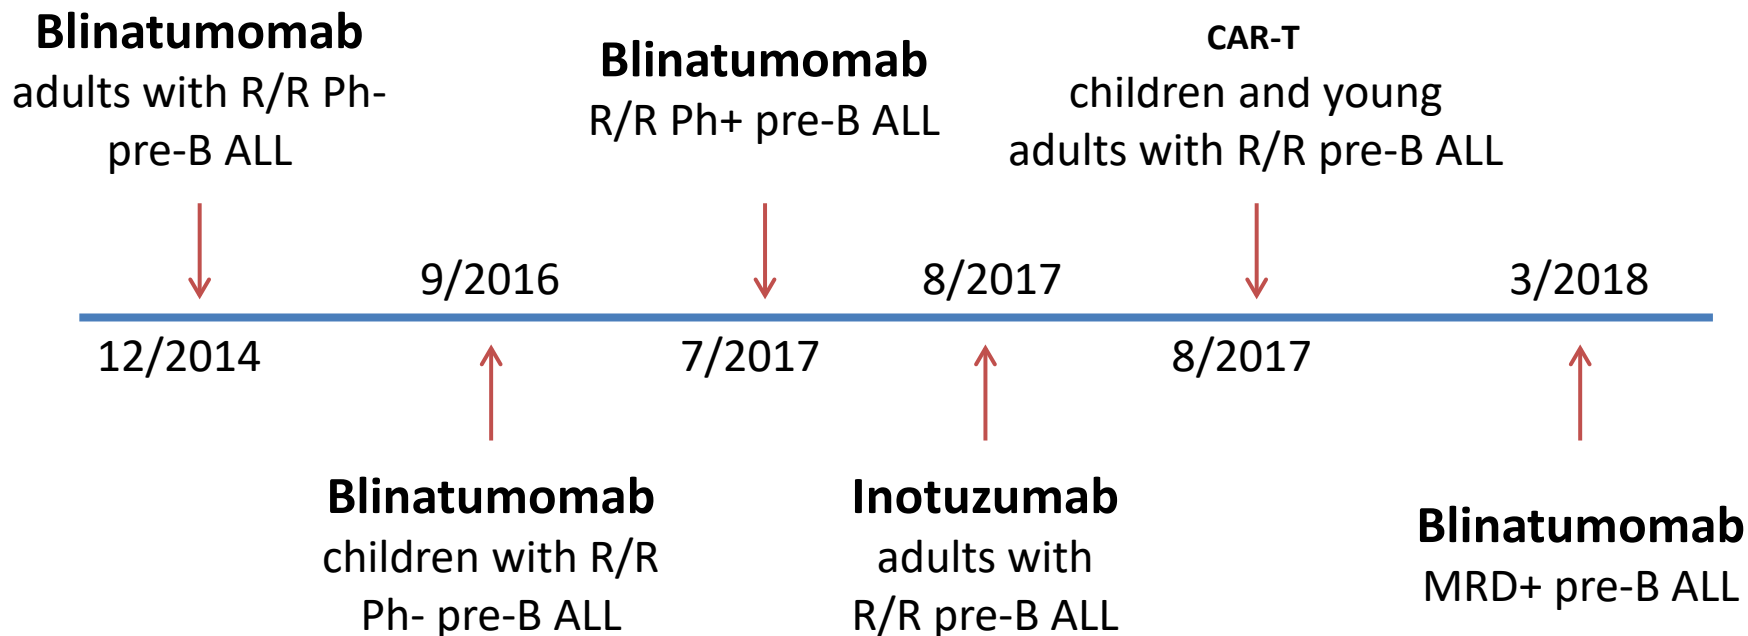 Blinatumomab
adults with R/R Ph-
pre-B ALL
Blinatumomab
R/R Ph+ pre-B ALL
CAR-T
children and young
adults with R/R pre-B ALL
9/2016
8/2017
3/2018
12/2014
7/2017
8/2017
Blinatumomab
children with R/R
Ph- pre-B ALL
Inotuzumab
adults with
R/R pre-B ALL
Blinatumomab
MRD+ pre-B ALL